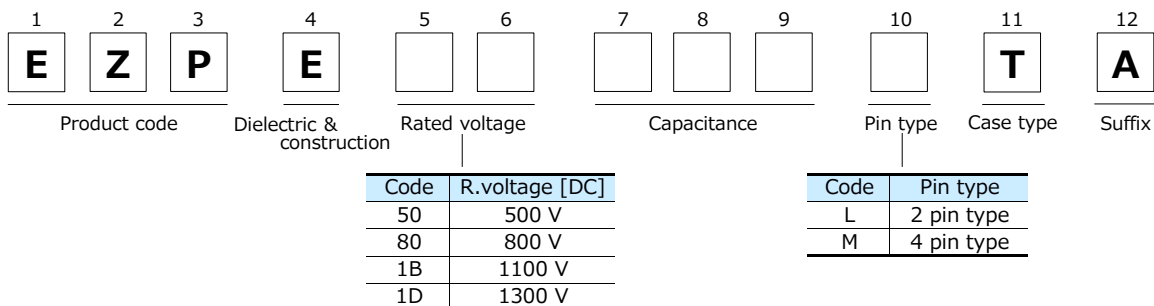 1 2 3 4 5 6 7 8 9 10 11 12
E Z P E T A
Product code Dielectric & construction Rated voltage Capacitance Pin type Case type Suffix
Code R.voltage [DC]
50 500 V
80 800 V
1B 1100 V
1D 1300 V
Code Pin type
L 2 pin type
M 4 pin type